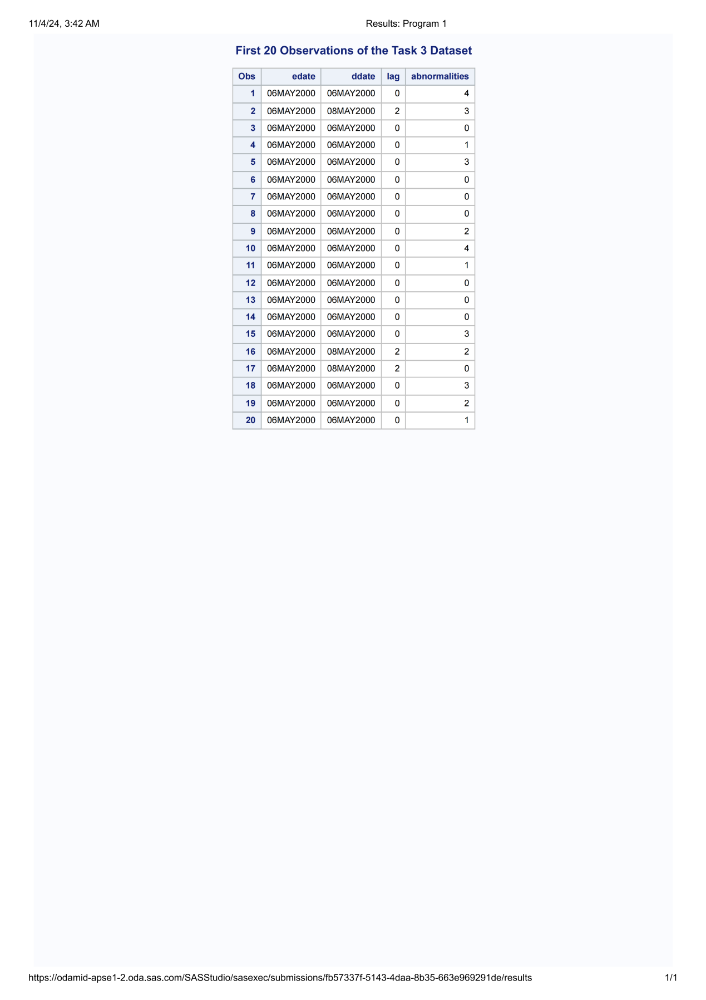 11/4/24, 3:42 AM Results: Program 1
First 20 Observations of the Task 3 Dataset
Obs edate ddate lag abnormalities
1 06MAY2000 06MAY2000 0 4
2 06MAY2000 08MAY2000 2 3
3 06MAY2000 06MAY2000 0 0
4 06MAY2000 06MAY2000 0 1
5 06MAY2000 06MAY2000 0 3
6 06MAY2000 06MAY2000 0 0
7 06MAY2000 06MAY2000 0 0
8 06MAY2000 06MAY2000 0 0
9 06MAY2000 06MAY2000 0 2
10 06MAY2000 06MAY2000 0 4
11 06MAY2000 06MAY2000 0 1
12 06MAY2000 06MAY2000 0 0
13 06MAY2000 06MAY2000 0 0
14 06MAY2000 06MAY2000 0 0
15 06MAY2000 06MAY2000 0 3
16 06MAY2000 08MAY2000 2 2
17 06MAY2000 08MAY2000 2 0
18 06MAY2000 06MAY2000 0 3
19 06MAY2000 06MAY2000 0 2
20 06MAY2000 06MAY2000 0 1
https://odamid-apse1-2.oda.sas.com/SASStudio/sasexec/submissions/fb57337f-5143-4daa-8b35-663e969291de/results 1/1